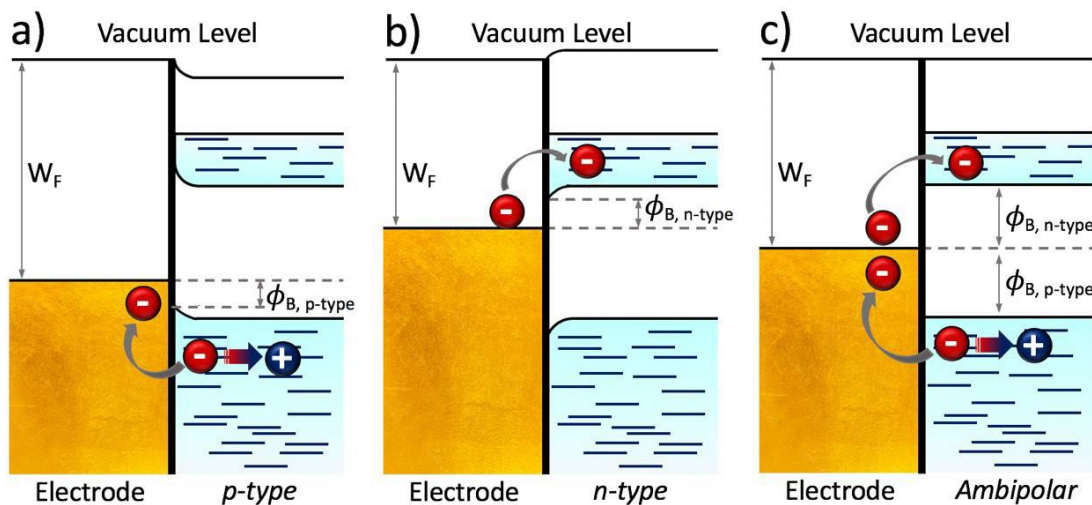 a)
Vacuum Level
W_F
ϕ_B, p-type
-
-
+
Electrode
p-type
b)
Vacuum Level
W_F
-
-
ϕ_B, n-type
Electrode
n-type
c)
Vacuum Level
W_F
-
-
ϕ_B, n-type
-
ϕ_B, p-type
-
+
Electrode
Ambipolar